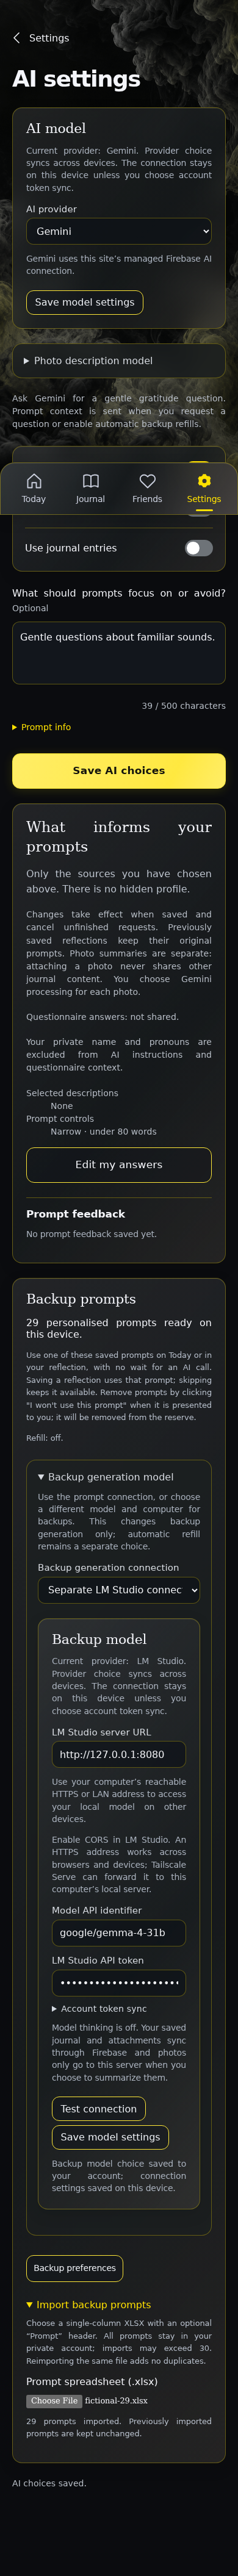 Settings
AI settings
AI model
Current provider: Gemini. Provider choice
syncs across devices. The connection stays
on this device unless you choose account
token sync.
AI provider
Gemini
Gemini uses this site’s managed Firebase AI
connection.
Save model settings
Photo description model
Ask Gemini for a gentle gratitude question.
Prompt context is sent when you request a
question or enable automatic backup refills.
Today
Journal
Friends
Settings
Use journal entries
What should prompts focus on or avoid?
Optional
Gentle questions about familiar sounds.
39 / 500 characters
Prompt info
Save AI choices
What informs your
prompts
Only the sources you have chosen
above. There is no hidden profile.
Changes take effect when saved and
cancel unfinished requests. Previously
saved reflections keep their original
prompts. Photo summaries are separate:
attaching a photo never shares other
journal content. You choose Gemini
processing for each photo.
Questionnaire answers: not shared.
Your private name and pronouns are
excluded from AI instructions and
questionnaire context.
Selected descriptions
None
Prompt controls
Narrow · under 80 words
Edit my answers
Prompt feedback
No prompt feedback saved yet.
Backup prompts
29 personalised prompts ready on
this device.
Use one of these saved prompts on Today or in
your reflection, with no wait for an AI call.
Saving a reflection uses that prompt; skipping
keeps it available. Remove prompts by clicking
"I won't use this prompt" when it is presented
to you; it will be removed from the reserve.
Refill: off.
Backup generation model
Use the prompt connection, or choose
a different model and computer for
backups. This changes backup
generation only; automatic refill
remains a separate choice.
Backup generation connection
Separate LM Studio connec
Backup model
Current provider: LM Studio.
Provider choice syncs across
devices. The connection stays
on this device unless you
choose account token sync.
LM Studio server URL
http://127.0.0.1:8080
Use your computer’s reachable
HTTPS or LAN address to access
your local model on other
devices.
Enable CORS in LM Studio. An
HTTPS address works across
browsers and devices; Tailscale
Serve can forward it to this
computer’s local server.
Model API identifier
google/gemma-4-31b
LM Studio API token
Account token sync
Model thinking is off. Your saved
journal and attachments sync
through Firebase and photos
only go to this server when you
choose to summarize them.
Test connection
Save model settings
Backup model choice saved to
your account; connection
settings saved on this device.
Backup preferences
Import backup prompts
Choose a single-column XLSX with an optional
“Prompt” header. All prompts stay in your
private account; imports may exceed 30.
Reimporting the same file adds no duplicates.
Prompt spreadsheet (.xlsx)
Choose File fictional-29.xlsx
29 prompts imported. Previously imported
prompts are kept unchanged.
AI choices saved.